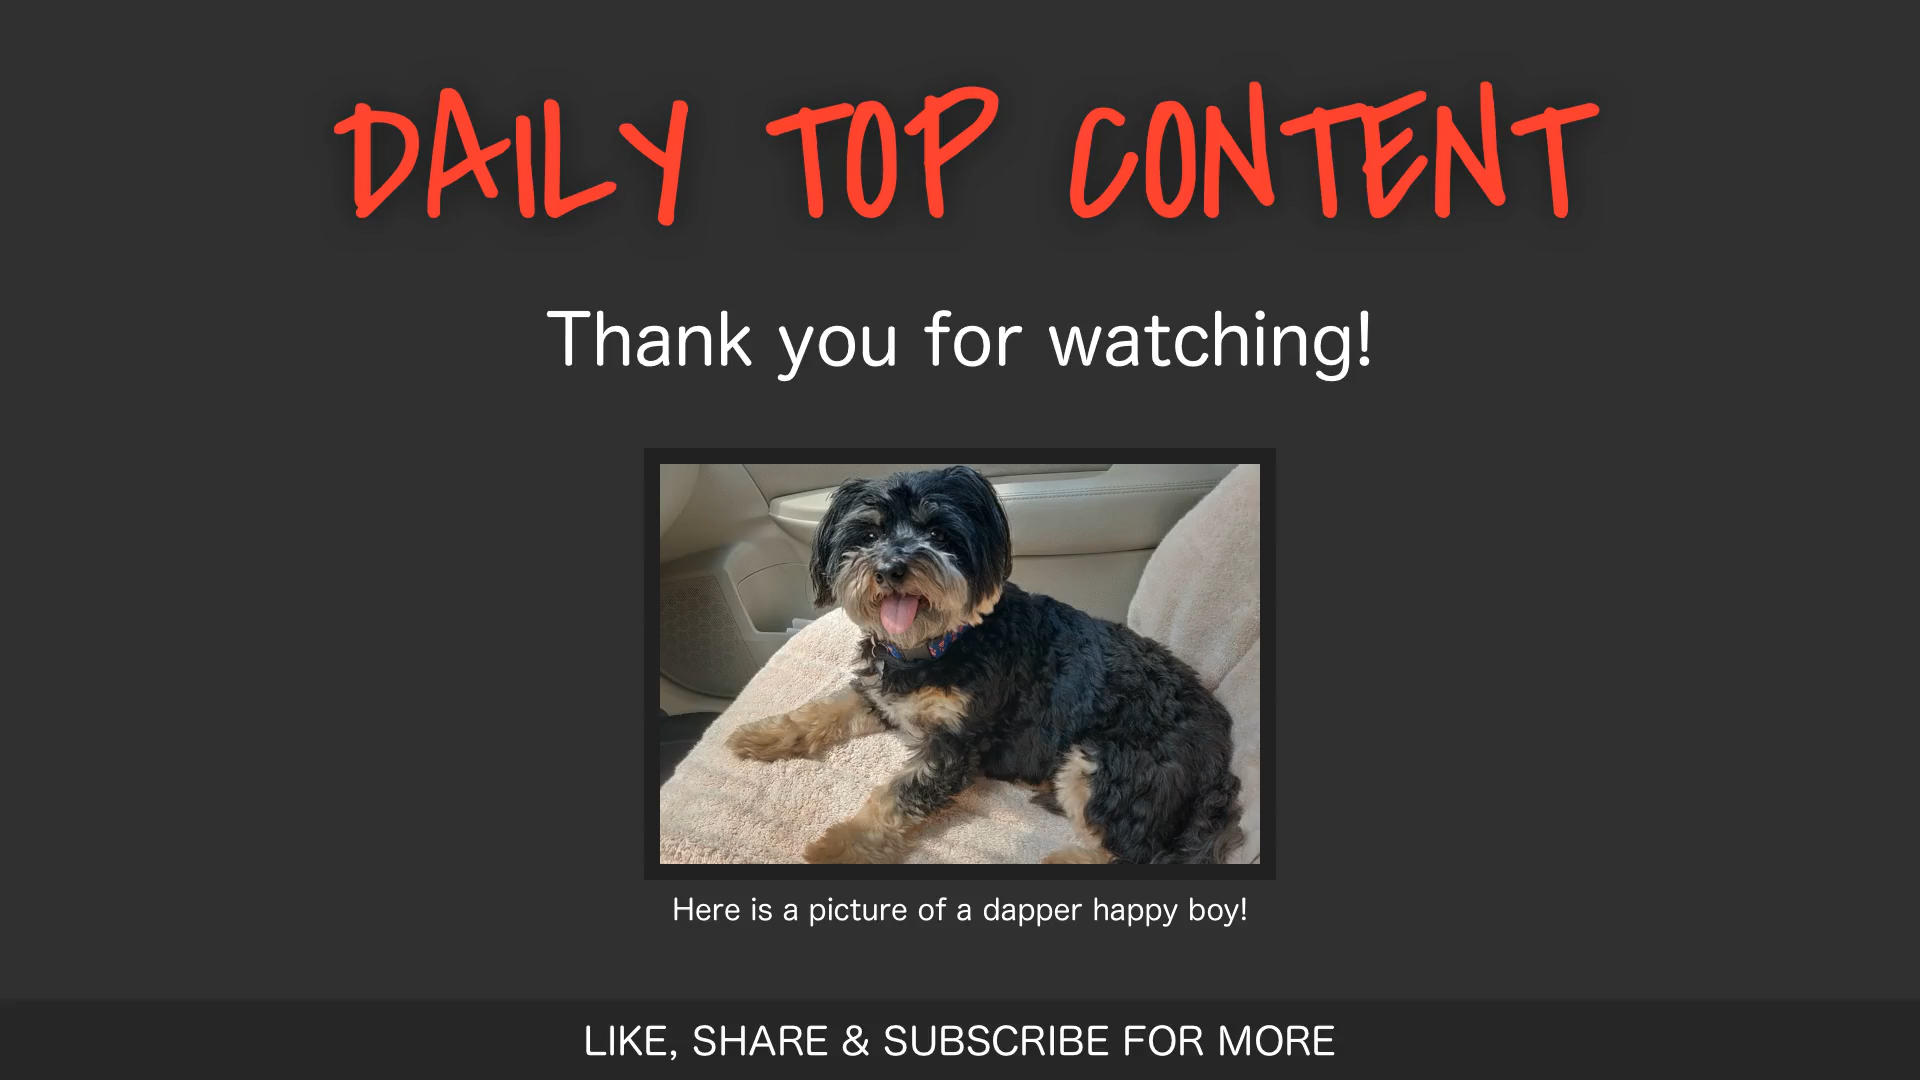 DAILY TOP CONTENT
Thank you for watching!
Here is a picture of a dapper happy boy!
LIKE, SHARE & SUBSCRIBE FOR MORE